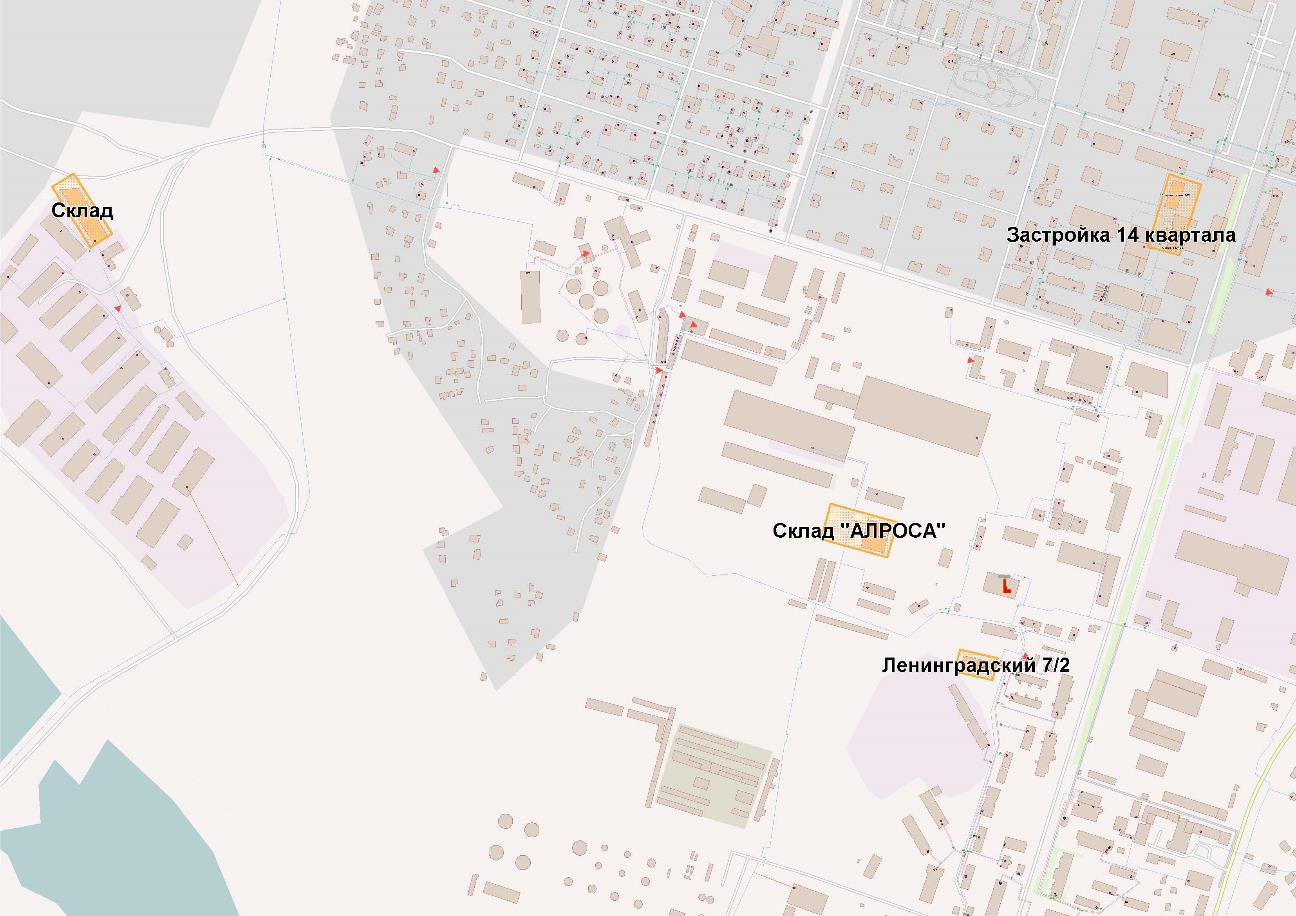 Склад
Застройка 14 квартала
Склад "АЛРОСА"
Ленинградский 7/2